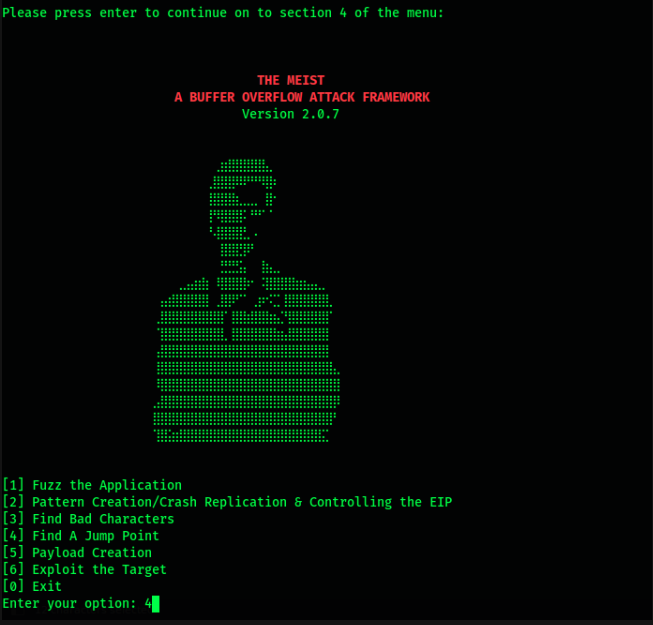 Please press enter to continue on to section 4 of the menu:
THE MEIST
A BUFFER OVERFLOW ATTACK FRAMEWORK
Version 2.0.7
[1] Fuzz the Application
[2] Pattern Creation/Crash Replication & Controlling the EIP
[3] Find Bad Characters
[4] Find A Jump Point
[5] Payload Creation
[6] Exploit the Target
[0] Exit
Enter your option: 4